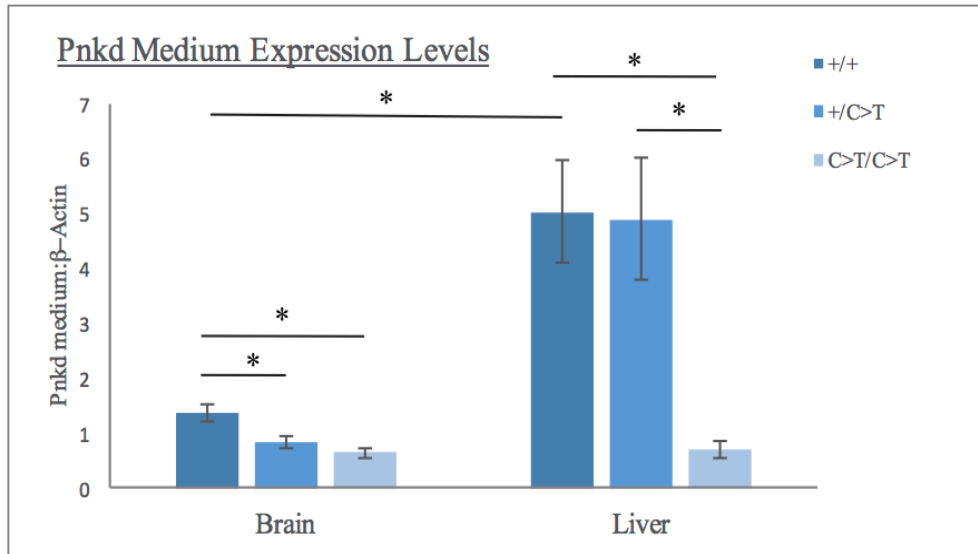 Pnkd Medium Expression Levels
* +/+
* * +/C>T
C>T/C>T
Pnkd medium:β–Actin
7
6
5
4
3
2
1
0
*
*
Brain Liver